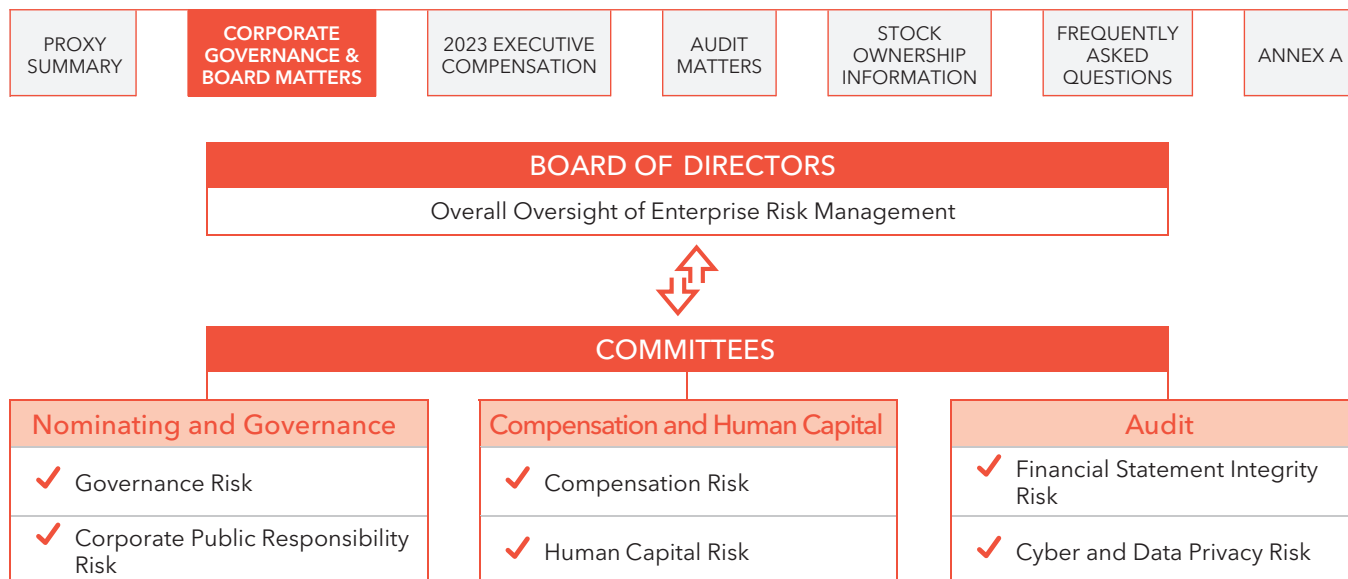 PROXY
SUMMARY
CORPORATE
GOVERNANCE &
BOARD MATTERS
2023 EXECUTIVE
COMPENSATION
AUDIT
MATTERS
STOCK
OWNERSHIP
INFORMATION
FREQUENTLY
ASKED
QUESTIONS
ANNEX A
BOARD OF DIRECTORS
Overall Oversight of Enterprise Risk Management
COMMITTEES
Nominating and Governance
Governance Risk
Corporate Public Responsibility
Risk
Compensation and Human Capital
Compensation Risk
Human Capital Risk
Audit
Financial Statement Integrity
Risk
Cyber and Data Privacy Risk